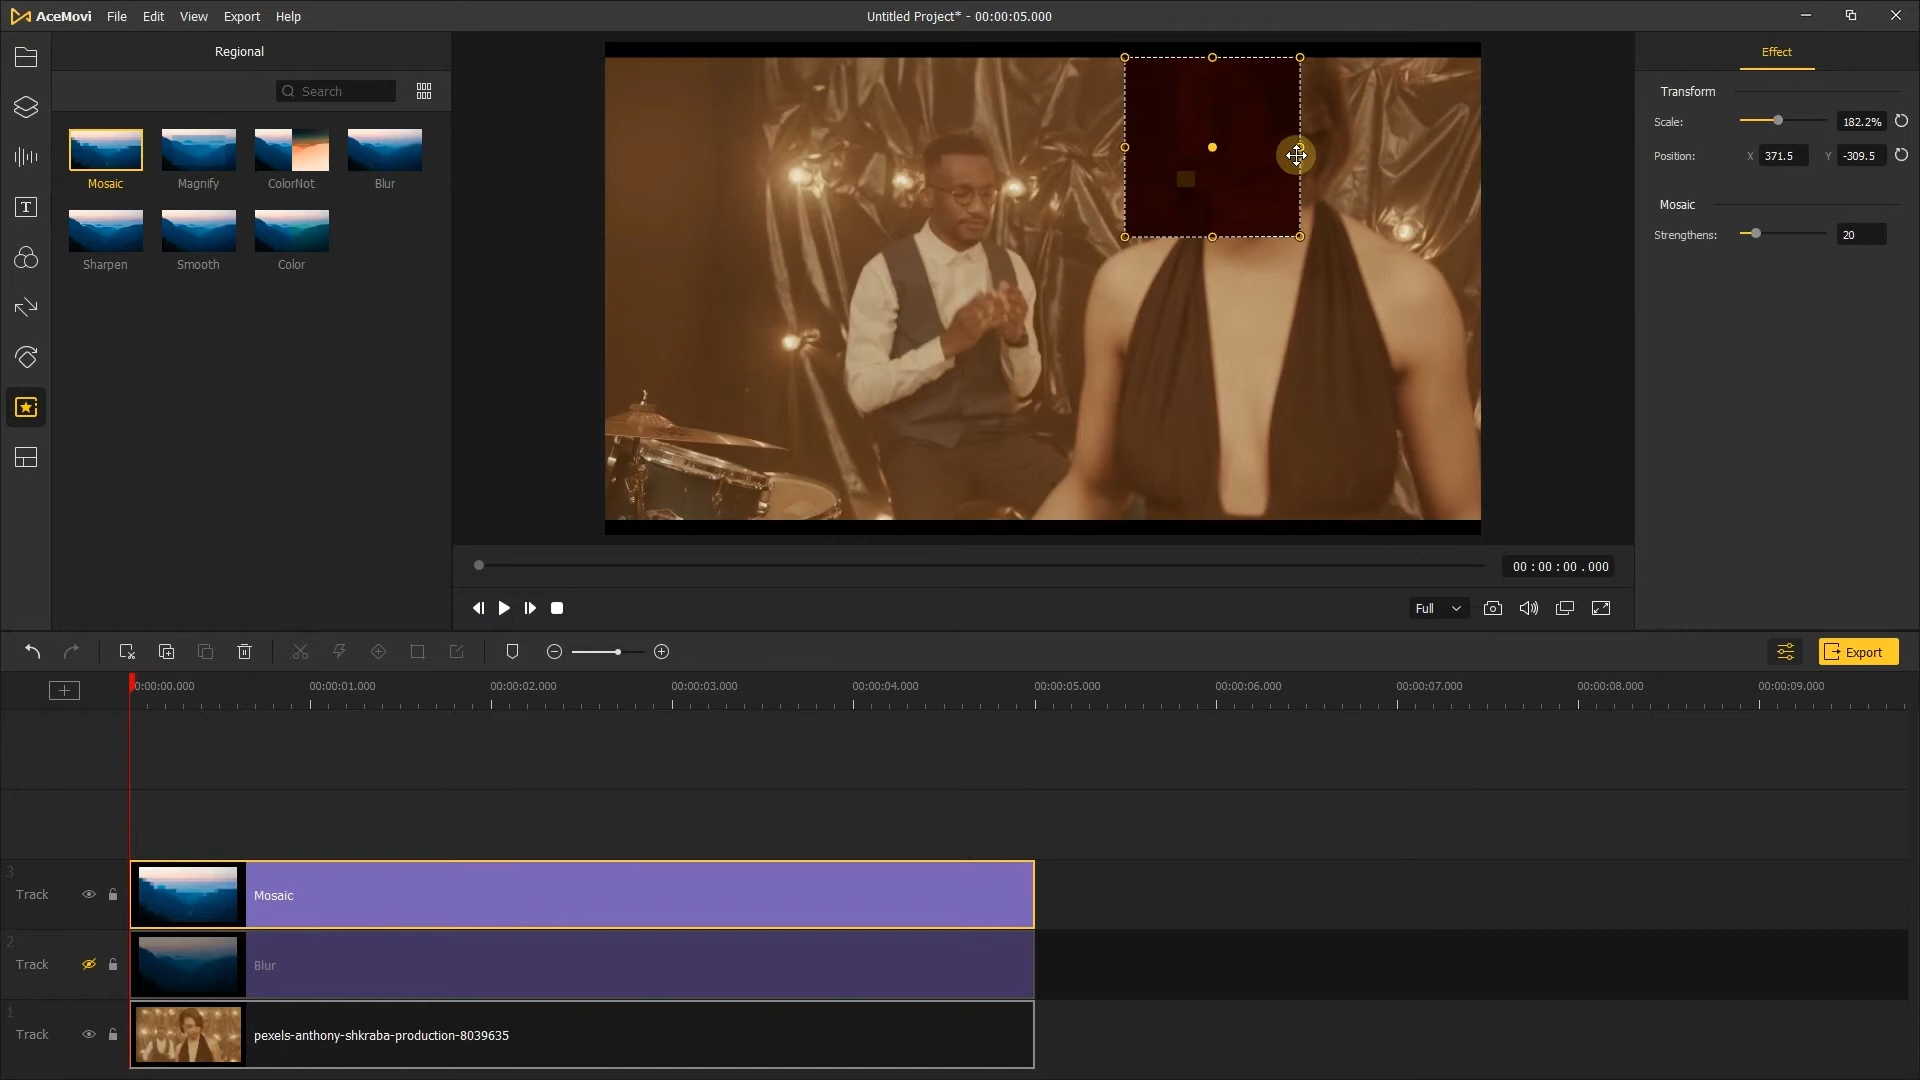 AceMovi File Edit View Export Help Untitled Project* - 00:00:05.000
Regional
Search
Mosaic Magnify ColorNot Blur
Sharpen Smooth Color
Effect
Transform
Scale: 182.2%
Position: X 371.5 Y -309.5
Mosaic
Strengthens: 20
00:00:00.000
Full
Export
0:00:00.000 00:00:01.000 00:00:02.000 00:00:03.000 00:00:04.000 00:00:05.000 00:00:06.000 00:00:07.000 00:00:08.000 00:00:09.000
3
Track Mosaic
2
Track Blur
1
Track pexels-anthony-shkraba-production-8039635